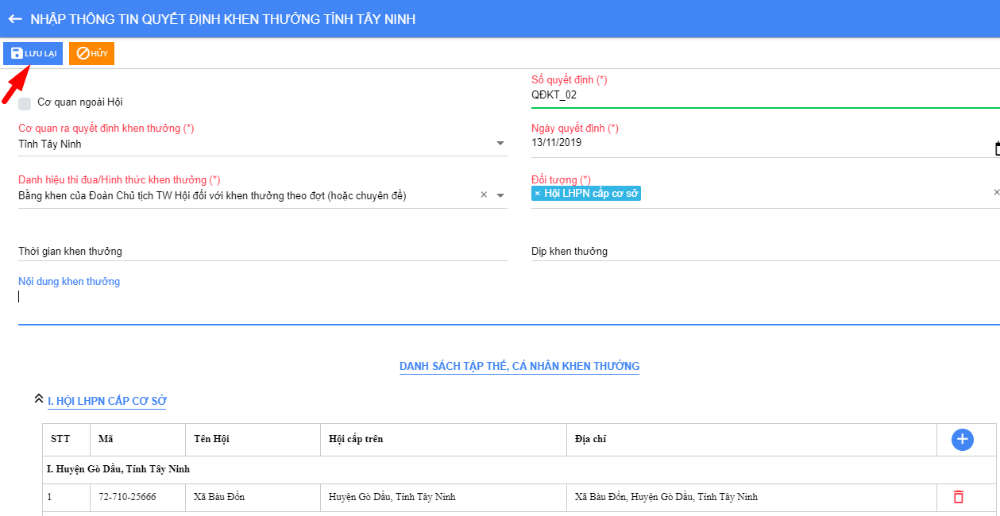 NHẬP THÔNG TIN QUYẾT ĐỊNH KHEN THƯỞNG TỈNH TÂY NINH
LƯU LẠI HỦY
Số quyết định (*)
QĐKT_02
Cơ quan ngoài Hội
Cơ quan ra quyết định khen thưởng (*)
Tỉnh Tây Ninh
Ngày quyết định (*)
13/11/2019
Danh hiệu thi đua/Hình thức khen thưởng (*)
Bằng khen của Đoàn Chủ tịch TW Hội đối với khen thưởng theo đợt (hoặc chuyên đề) ×
Đối tượng (*)
× Hội LHPN cấp cơ sở ×
Thời gian khen thưởng
Dịp khen thưởng
Nội dung khen thưởng
DANH SÁCH TẬP THỂ, CÁ NHÂN KHEN THƯỞNG
I. HỘI LHPN CẤP CƠ SỞ
STT Mã Tên Hội Hội cấp trên Địa chỉ
I. Huyện Gò Dầu, Tỉnh Tây Ninh
1 72-710-25666 Xã Bàu Đồn Huyện Gò Dầu, Tỉnh Tây Ninh Xã Bàu Đồn, Huyện Gò Dầu, Tỉnh Tây Ninh